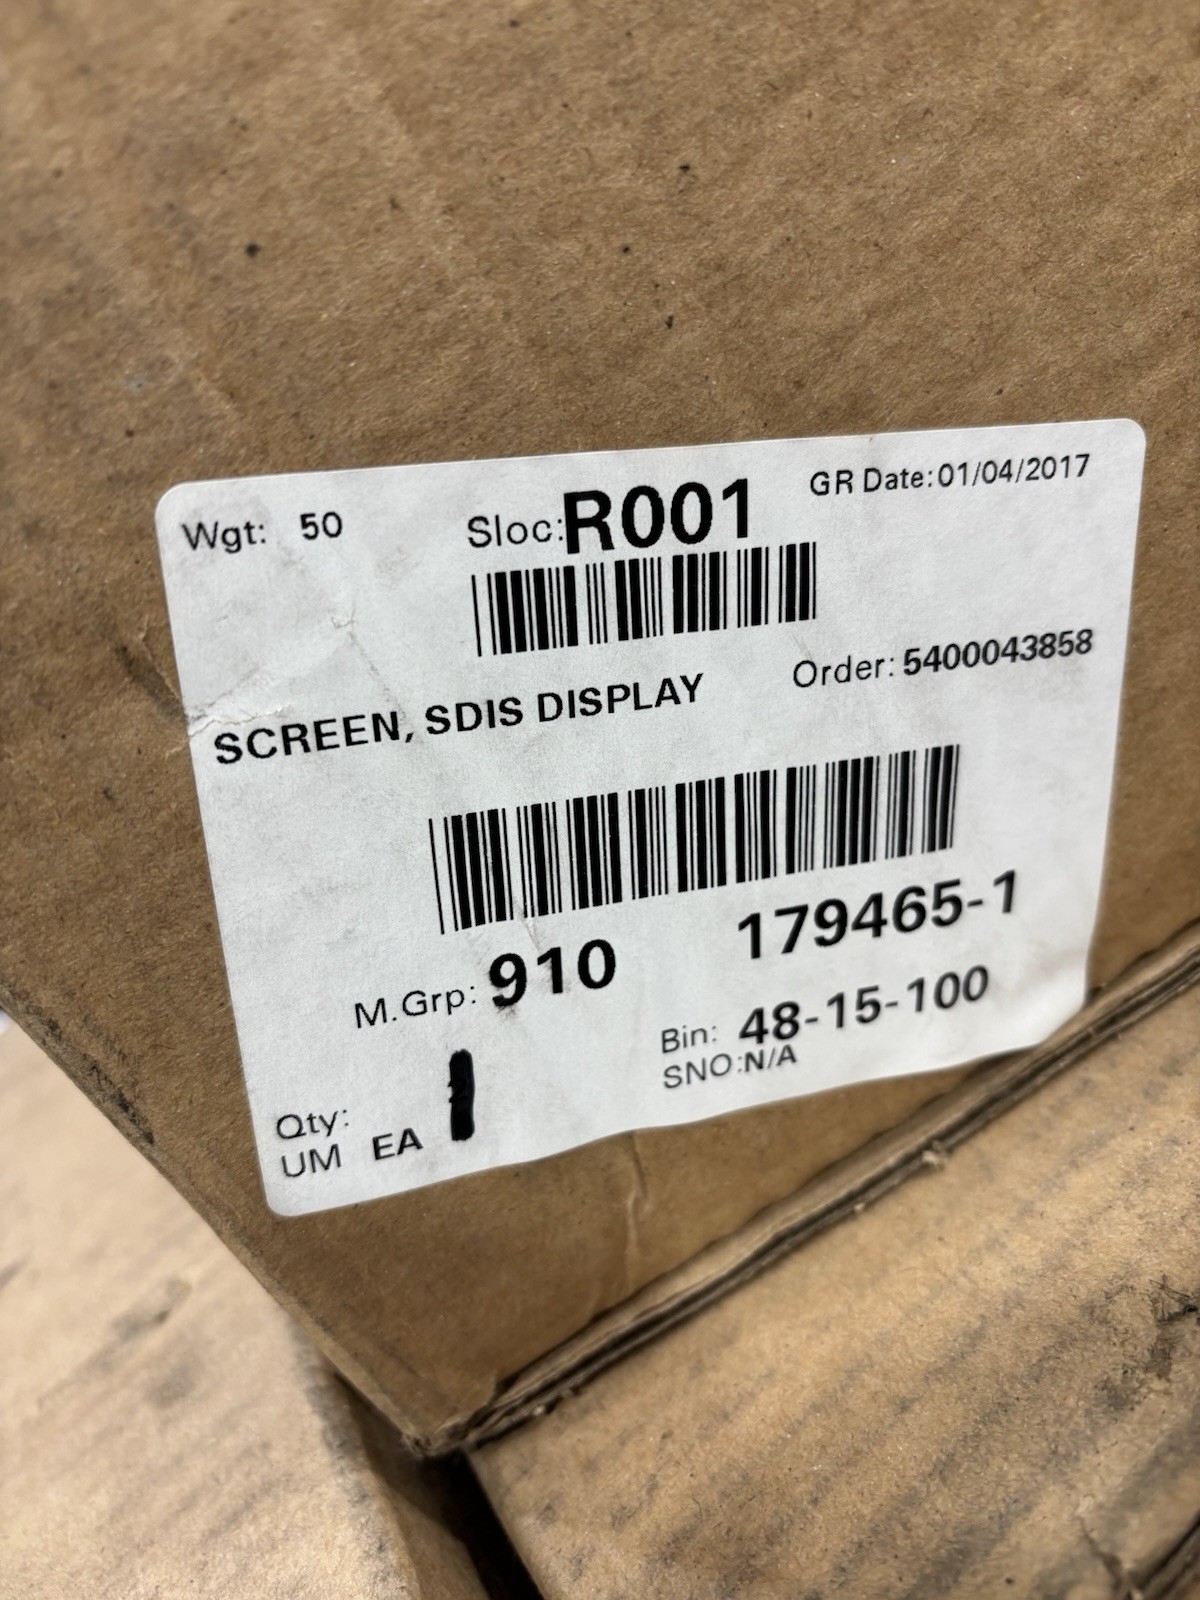 Wgt: 50
Sloc:R001
GR Date:01/04/2017
SCREEN, SDIS DISPLAY
Order: 5400043858
179465-1
M.Grp: 910
Bin: 48-15-100
SNO:N/A
Qty: 1
UM EA